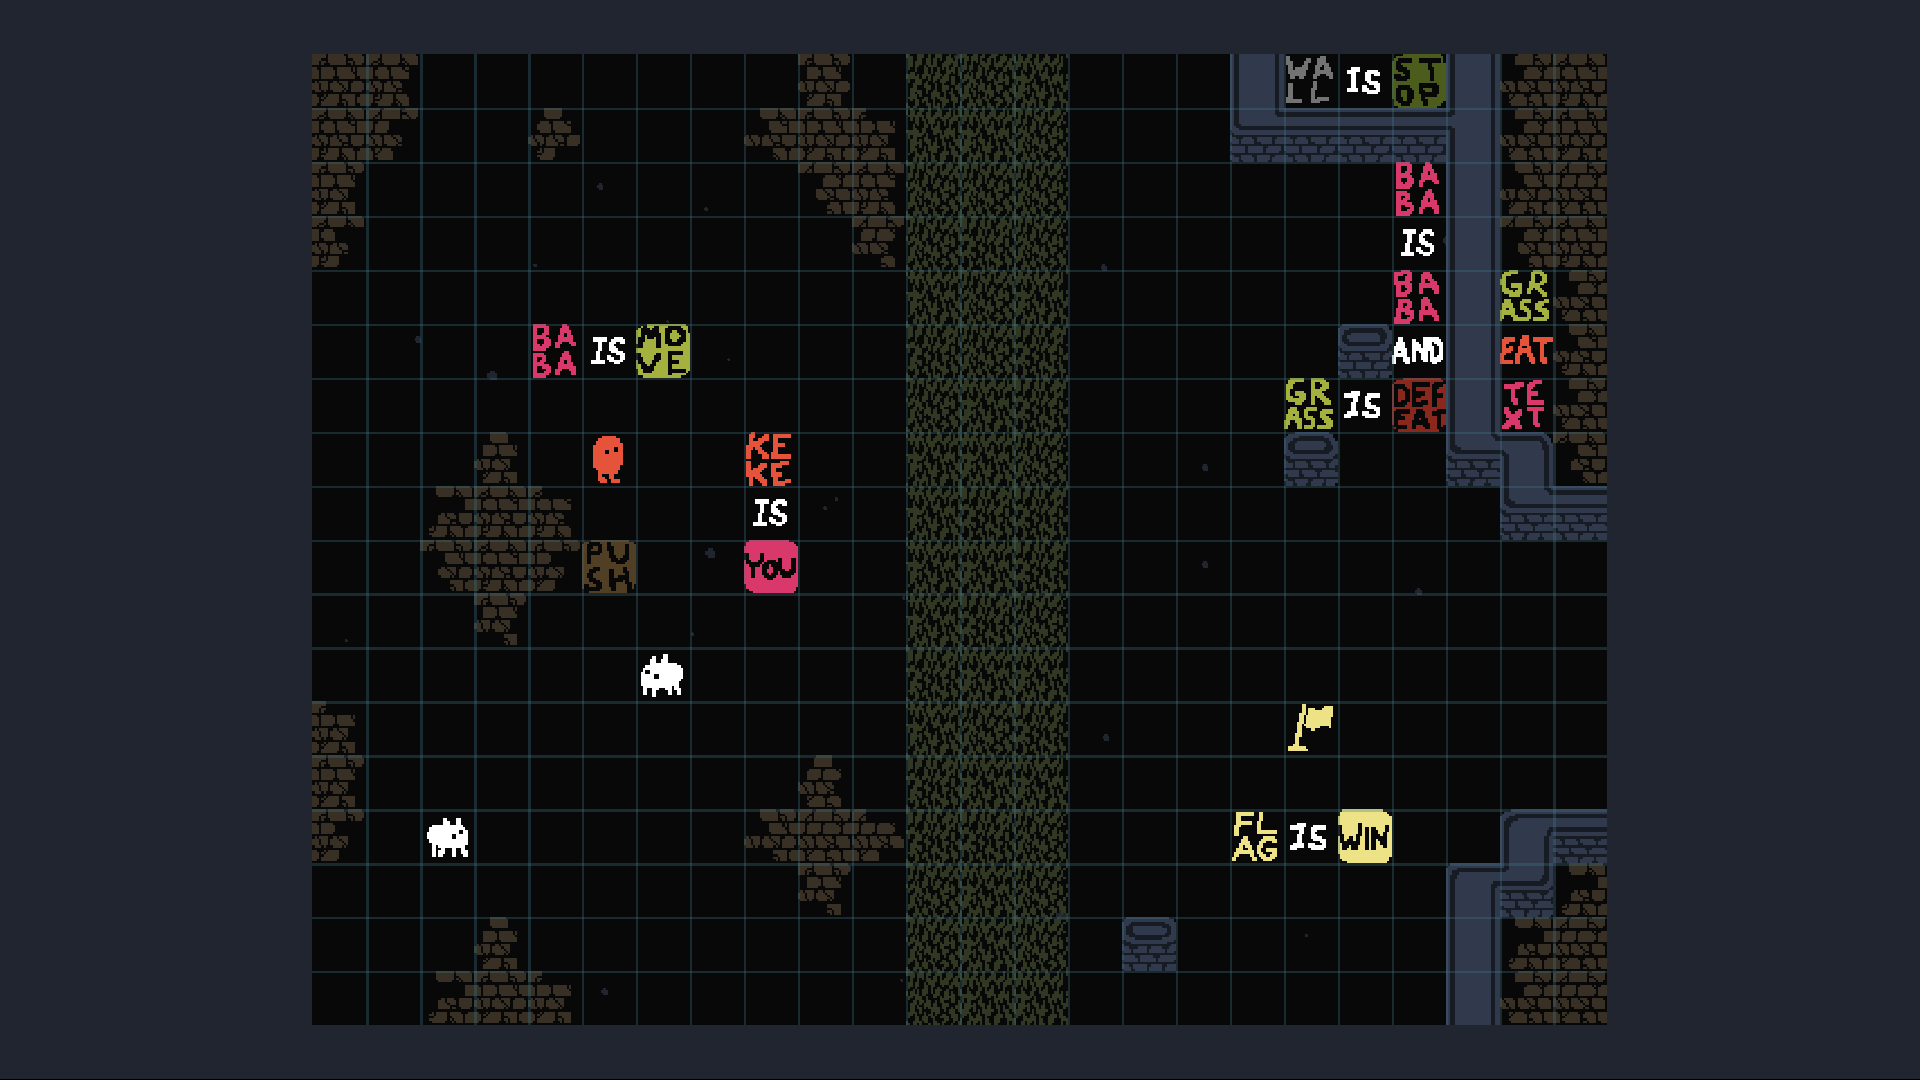 WALL IS STOP
BABA
IS
BABA
AND
GRASS IS DEFEAT
GRASS
EAT
TEXT
BABA IS MOVE
KEKE
IS
YOU
PUSH
FLAG IS WIN